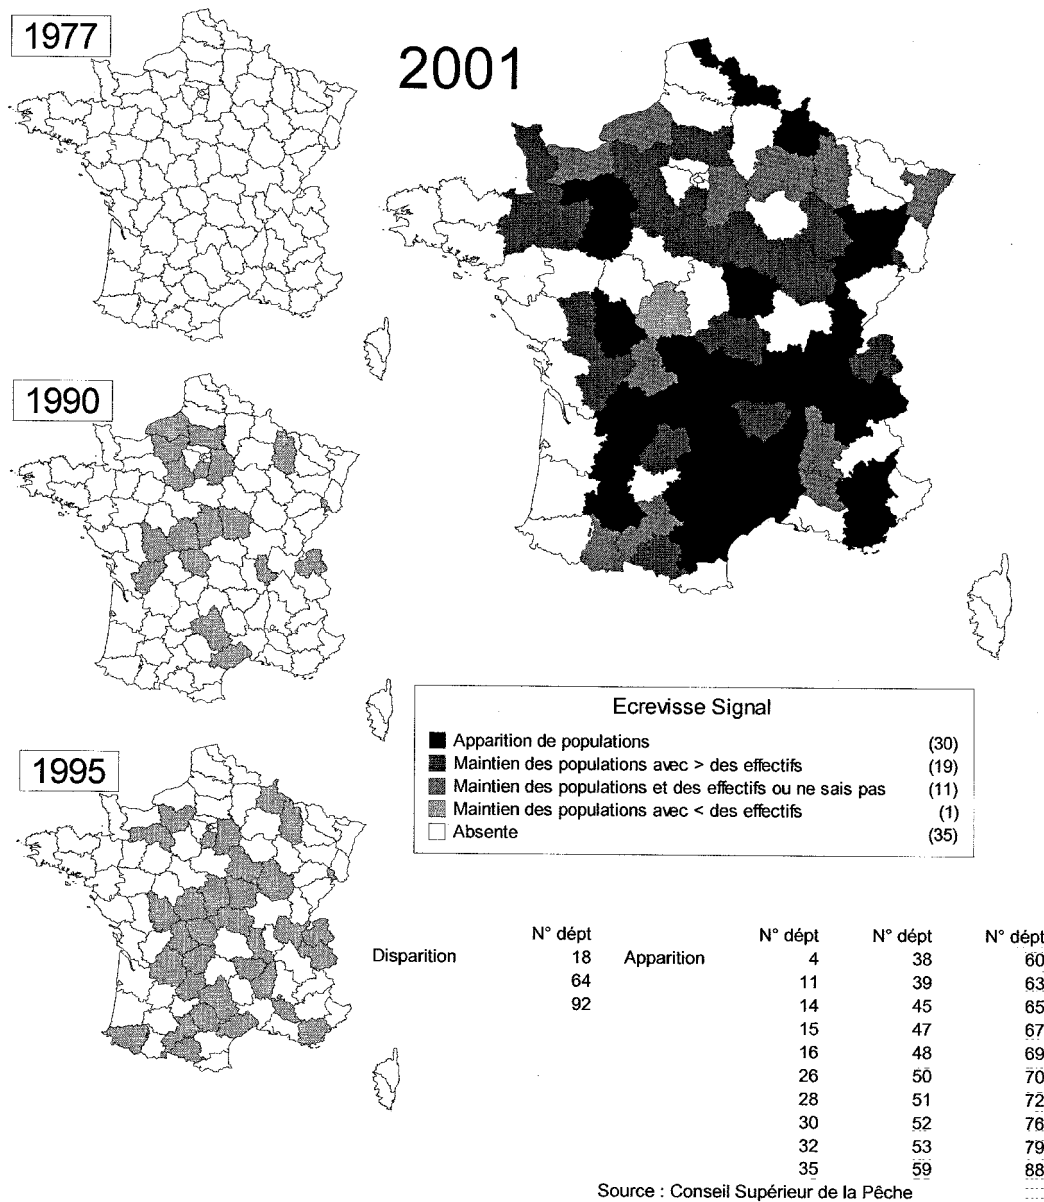 1977
2001
1990
1995
Ecrevisse Signal
Apparition de populations (30)
Maintien des populations avec > des effectifs (19)
Maintien des populations et des effectifs ou ne sais pas (11)
Maintien des populations avec < des effectifs (1)
Absente (35)
N° dépt N° dépt N° dépt N° dépt
Disparition 18 Apparition 4 38 60
64 11 39 63
92 14 45 65
15 47 67
16 48 69
26 50 70
28 51 72
30 52 76
32 53 79
35 59 88
Source : Conseil Supérieur de la Pêche